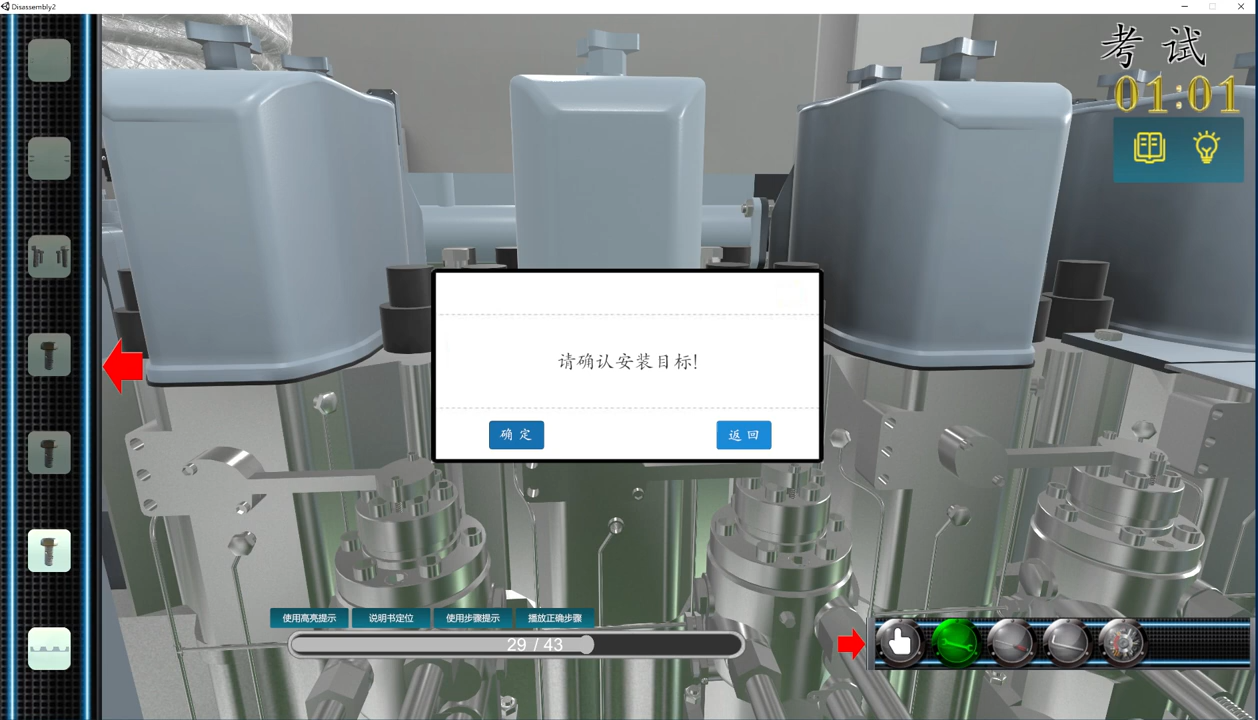 Disassembly2
考试
01:01
请确认安装目标!
确定
返回
使用高亮提示
说明书定位
使用步骤提示
播放正确步骤
29 / 43